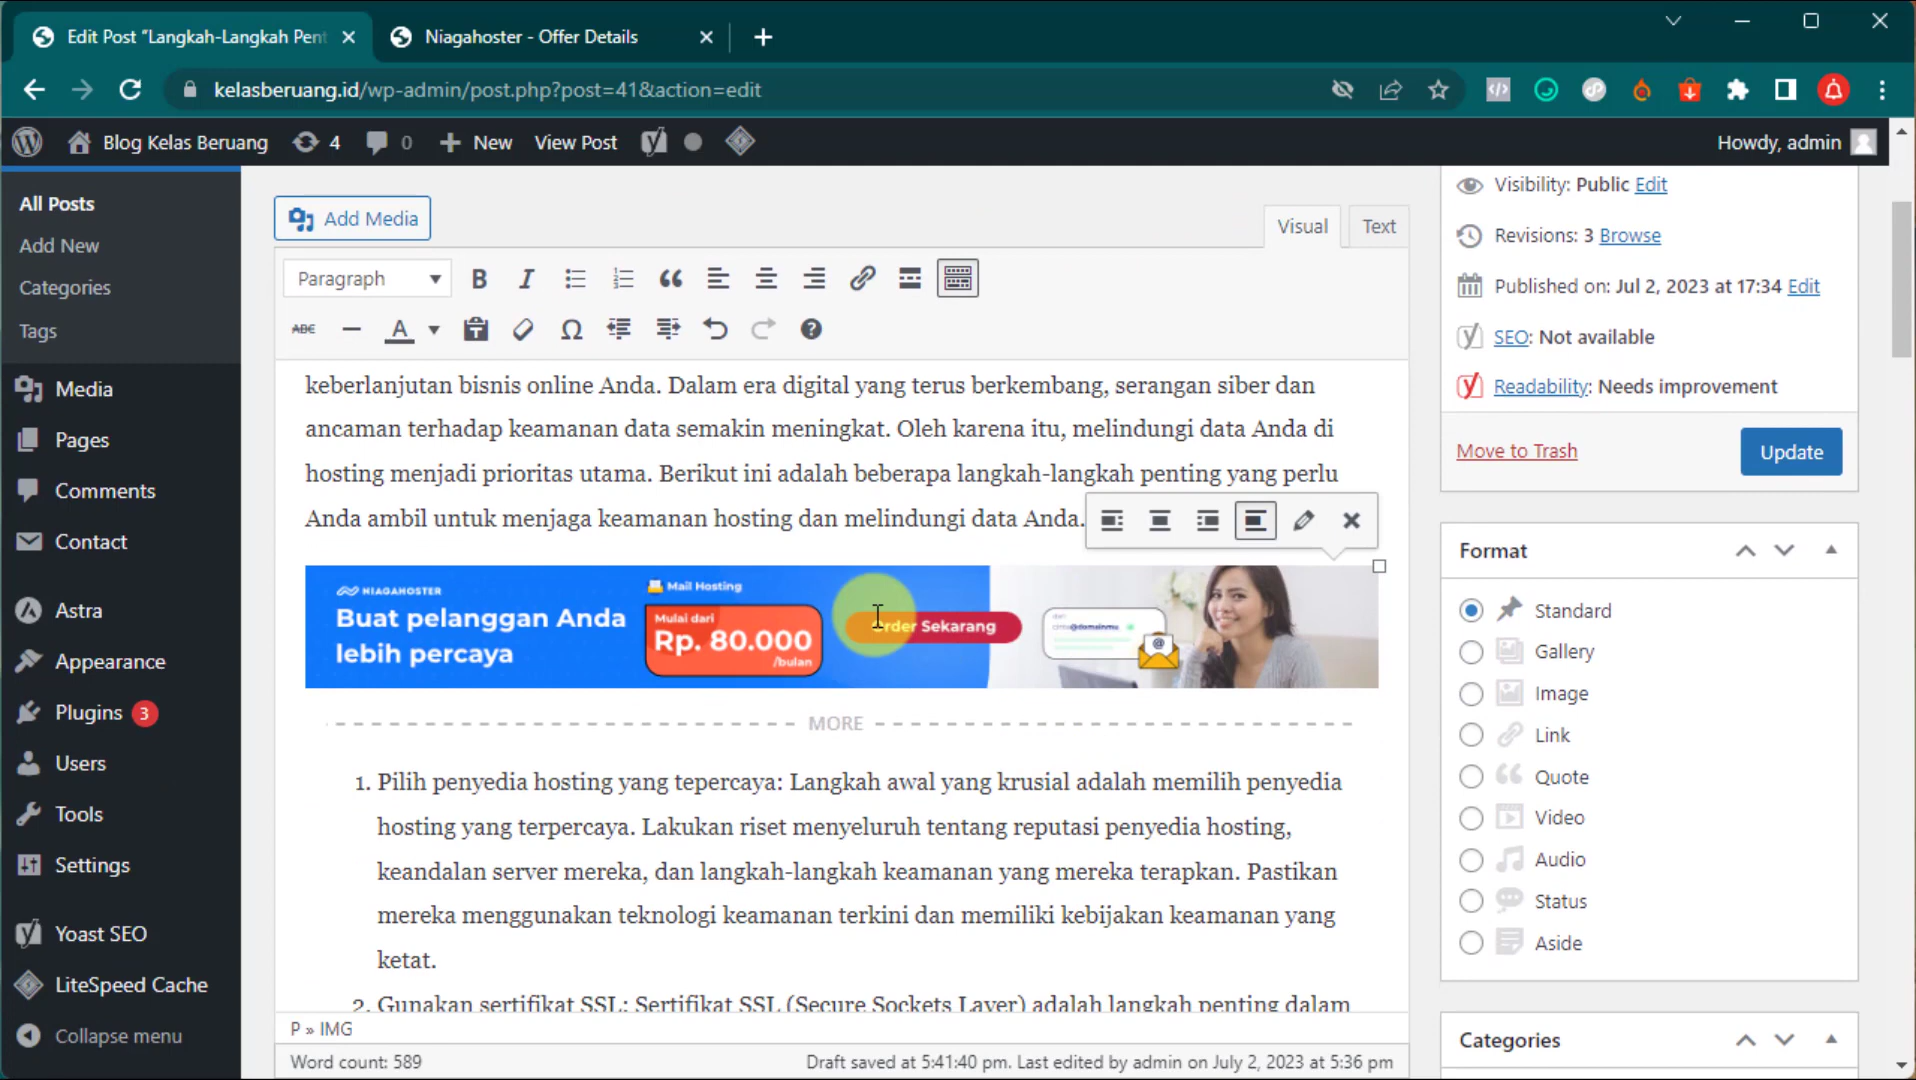 Edit Post "Langkah-Langkah Pent
Niagahoster - Offer Details
kelasberuang.id/wp-admin/post.php?post=41&action=edit
Blog Kelas Beruang
4
0
New
View Post
Howdy, admin
All Posts
Add New
Categories
Tags
Media
Pages
Comments
Contact
Astra
Appearance
Plugins 3
Users
Tools
Settings
Yoast SEO
LiteSpeed Cache
Collapse menu
Add Media
Visual
Text
Paragraph
B
I
ABC
A
keberlanjutan bisnis online Anda. Dalam era digital yang terus berkembang, serangan siber dan
ancaman terhadap keamanan data semakin meningkat. Oleh karena itu, melindungi data Anda di
hosting menjadi prioritas utama. Berikut ini adalah beberapa langkah-langkah penting yang perlu
Anda ambil untuk menjaga keamanan hosting dan melindungi data Anda.
NIAGAHOSTER
Buat pelanggan Anda
lebih percaya
Mail Hosting
Mulai dari
Rp. 80.000
/bulan
Order Sekarang
MORE
1. Pilih penyedia hosting yang tepercaya: Langkah awal yang krusial adalah memilih penyedia
hosting yang terpercaya. Lakukan riset menyeluruh tentang reputasi penyedia hosting,
keandalan server mereka, dan langkah-langkah keamanan yang mereka terapkan. Pastikan
mereka menggunakan teknologi keamanan terkini dan memiliki kebijakan keamanan yang
ketat.
2. Gunakan sertifikat SSL: Sertifikat SSL (Secure Sockets Layer) adalah langkah penting dalam
P » IMG
Word count: 589
Draft saved at 5:41:40 pm. Last edited by admin on July 2, 2023 at 5:36 pm
Visibility: Public Edit
Revisions: 3 Browse
Published on: Jul 2, 2023 at 17:34 Edit
SEO: Not available
Readability: Needs improvement
Move to Trash
Update
Format
Standard
Gallery
Image
Link
Quote
Video
Audio
Status
Aside
Categories